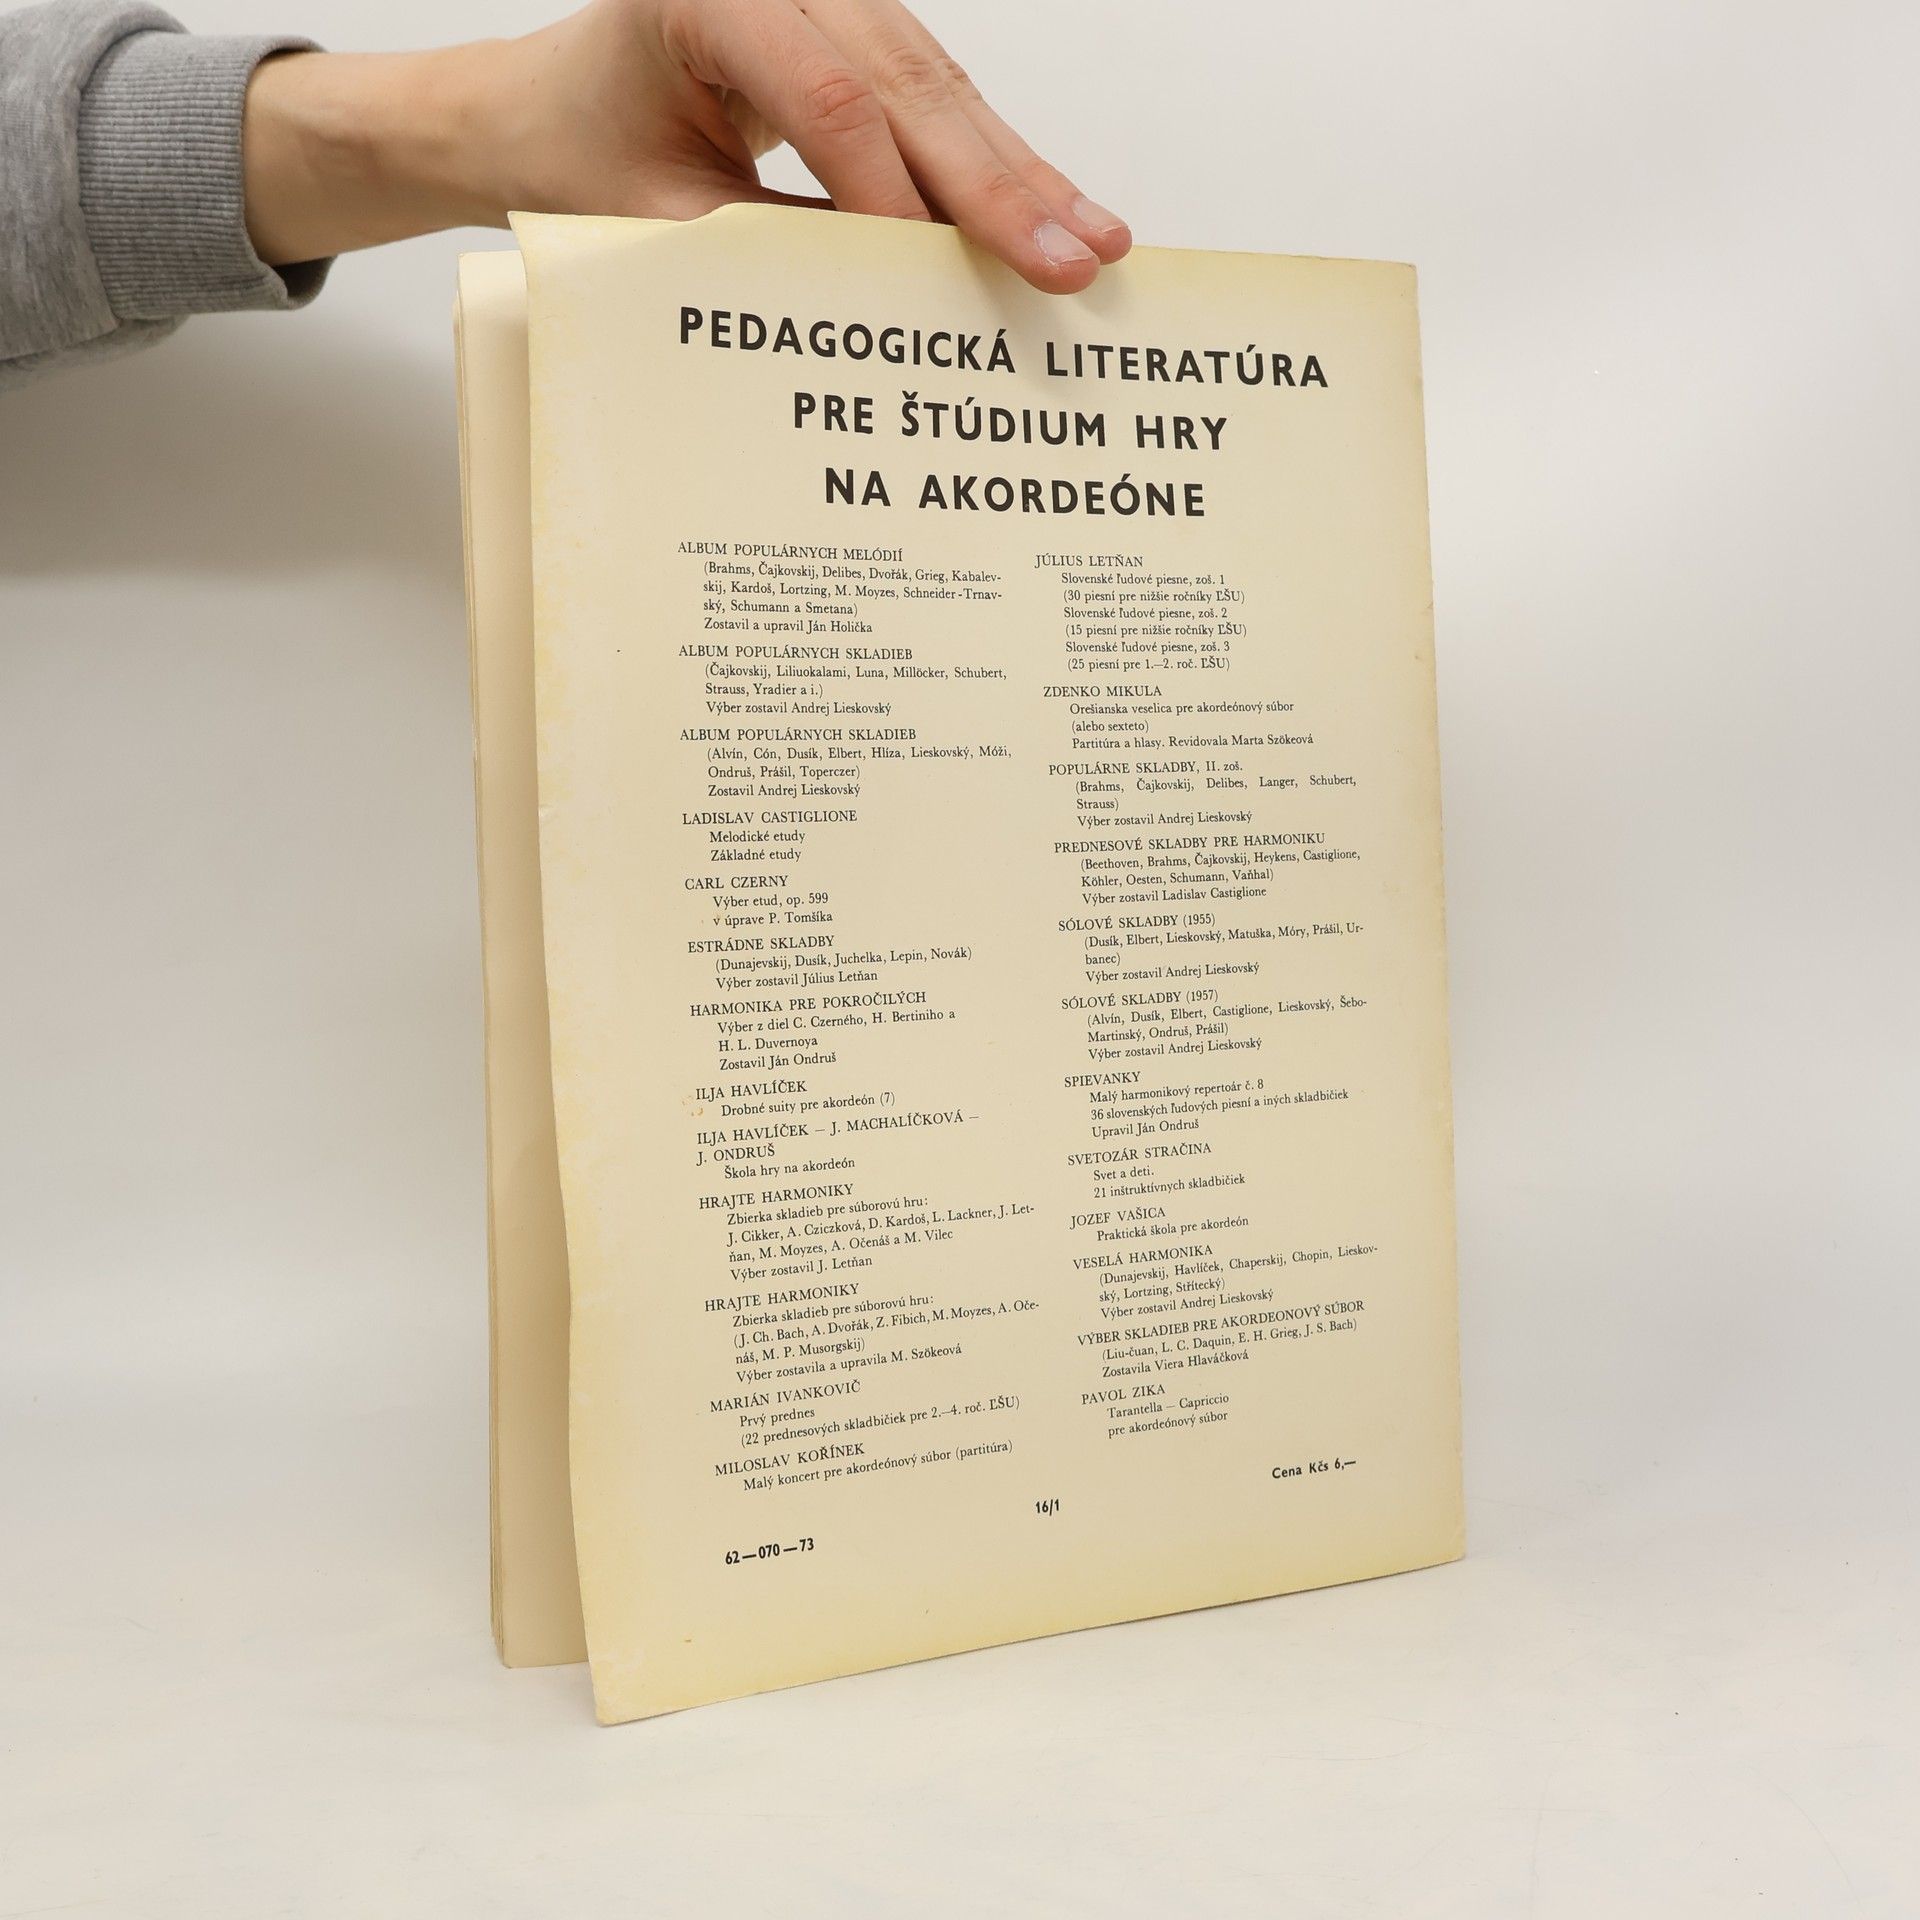 PEDAGOGICKÁ LITERATÚRA
PRE ŠTÚDIUM HRY
NA AKORDEÓNE
ALBUM POPULÁRNYCH MELÓDIÍ
(Brahms, Čajkovskij, Delibes, Dvořák, Grieg, Kabalev-
skij, Kardoš, Lortzing, M. Moyzes, Schneider-Trnav-
ský, Schumann a Smetana)
Zostavil a upravil Ján Holička
ALBUM POPULÁRNYCH SKLADIEB
(Čajkovskij, Liliuokalami, Luna, Millöcker, Schubert,
Strauss, Yradier a i.)
Výber zostavil Andrej Lieskovský
ALBUM POPULÁRNYCH SKLADIEB
(Alvín, Cón, Dusík, Elbert, Hlíza, Lieskovský, Móži,
Ondruš, Prášil, Toperczer)
Zostavil Andrej Lieskovský
LADISLAV CASTIGLIONE
Melodické etudy
Základné etudy
CARL CZERNY
Výber etud, op. 599
v úprave P. Tomšíka
ESTRÁDNE SKLADBY
(Dunajevskij, Dusík, Juchelka, Lepin, Novák)
Výber zostavil Július Letňan
HARMONIKA PRE POKROČILÝCH
Výber z diel C. Czerného, H. Bertiniho a
H. L. Duvernoya
Zostavil Ján Ondruš
ILJA HAVLÍČEK
Drobné suity pre akordeón (7)
ILJA HAVLÍČEK – J. MACHALÍČKOVÁ –
J. ONDRUŠ
Škola hry na akordeón
HRAJTE HARMONIKY
Zbierka skladieb pre súborovú hru:
J. Cikker, A. Cziczková, D. Kardoš, L. Lackner, J. Let-
ňan, M. Moyzes, A. Očenáš a M. Vilec
Výber zostavil J. Letňan
HRAJTE HARMONIKY
Zbierka skladieb pre súborovú hru:
(J. Ch. Bach, A. Dvořák, Z. Fibich, M. Moyzes, A. Oče-
náš, M. P. Musorgskij)
Výber zostavila a upravila M. Szökeová
MARIÁN IVANKOVIČ
Prvý prednes
(22 prednesových skladbičiek pre 2.–4. roč. ĽŠU)
MILOSLAV KOŘÍNEK
Malý koncert pre akordeónový súbor (partitúra)
JÚLIUS LETŇAN
Slovenské ľudové piesne, zoš. 1
(30 piesní pre nižšie ročníky ĽŠU)
Slovenské ľudové piesne, zoš. 2
(15 piesní pre nižšie ročníky ĽŠU)
Slovenské ľudové piesne, zoš. 3
(25 piesní pre 1.–2. roč. ĽŠU)
ZDENKO MIKULA
Orešianska veselica pre akordeónový súbor
(alebo sexteto)
Partitúra a hlasy. Revidovala Marta Szökeová
POPULÁRNE SKLADBY, II. zoš.
(Brahms, Čajkovskij, Delibes, Langer, Schubert,
Strauss)
Výber zostavil Andrej Lieskovský
PREDNESOVÉ SKLADBY PRE HARMONIKU
(Beethoven, Brahms, Čajkovskij, Heykens, Castiglione,
Köhler, Oesten, Schumann, Vaňhal)
Výber zostavil Ladislav Castiglione
SÓLOVÉ SKLADBY (1955)
(Dusík, Elbert, Lieskovský, Matuška, Móry, Prášil, Ur-
banec)
Výber zostavil Andrej Lieskovský
SÓLOVÉ SKLADBY (1957)
(Alvín, Dusík, Elbert, Castiglione, Lieskovský, Šebo-
Martinský, Ondruš, Prášil)
Výber zostavil Andrej Lieskovský
SPIEVANKY
Malý harmonikový repertoár č. 8
36 slovenských ľudových piesní a iných skladbičiek
Upravil Ján Ondruš
SVETOZÁR STRAČINA
Svet a deti.
21 inštruktívnych skladbičiek
JOZEF VAŠICA
Praktická škola pre akordeón
VESELÁ HARMONIKA
(Dunajevskij, Havlíček, Chaperskij, Chopin, Lieskov-
ský, Lortzing, Střítecký)
Výber zostavil Andrej Lieskovský
VÝBER SKLADIEB PRE AKORDEONOVÝ SÚBOR
(Liu-čuan, L. C. Daquin, E. H. Grieg, J. S. Bach)
Zostavila Viera Hlaváčková
PAVOL ZIKA
Tarantella – Capriccio
pre akordeónový súbor
Cena Kčs 6,—
16/1
62—070—73